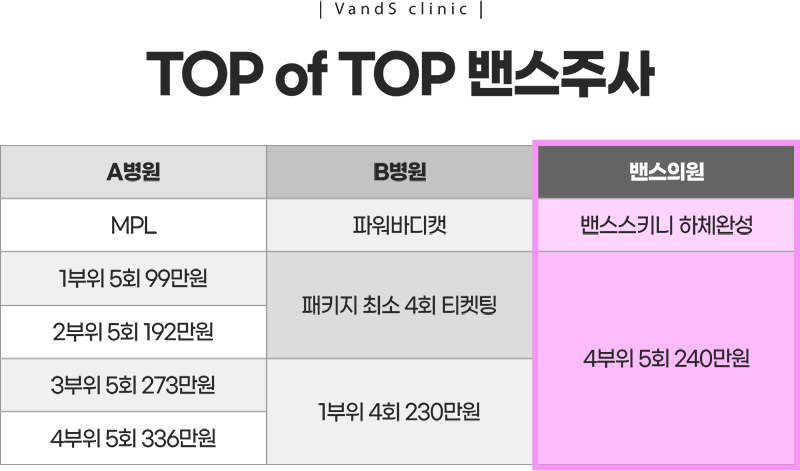 | VandS clinic |
TOP of TOP 밴스주사
A병원 B병원 밴스의원
MPL 파워바디캣 밴스스키니 하체완성
1부위 5회 99만원
패키지 최소 4회 티켓팅
2부위 5회 192만원
4부위 5회 240만원
3부위 5회 273만원
1부위 4회 230만원
4부위 5회 336만원